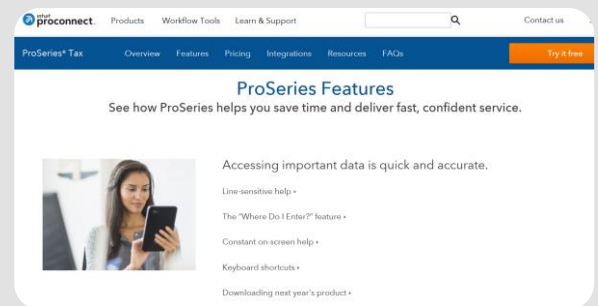 intuit
proconnect. Products Workflow Tools Learn & Support Contact us
ProSeries® Tax Overview Features Pricing Integrations Resources FAQs Try it free
ProSeries Features
See how ProSeries helps you save time and deliver fast, confident service.
Accessing important data is quick and accurate.
Line-sensitive help ▸
The "Where Do I Enter?" feature ▸
Constant on-screen help ▸
Keyboard shortcuts ▸
Downloading next year's product ▸